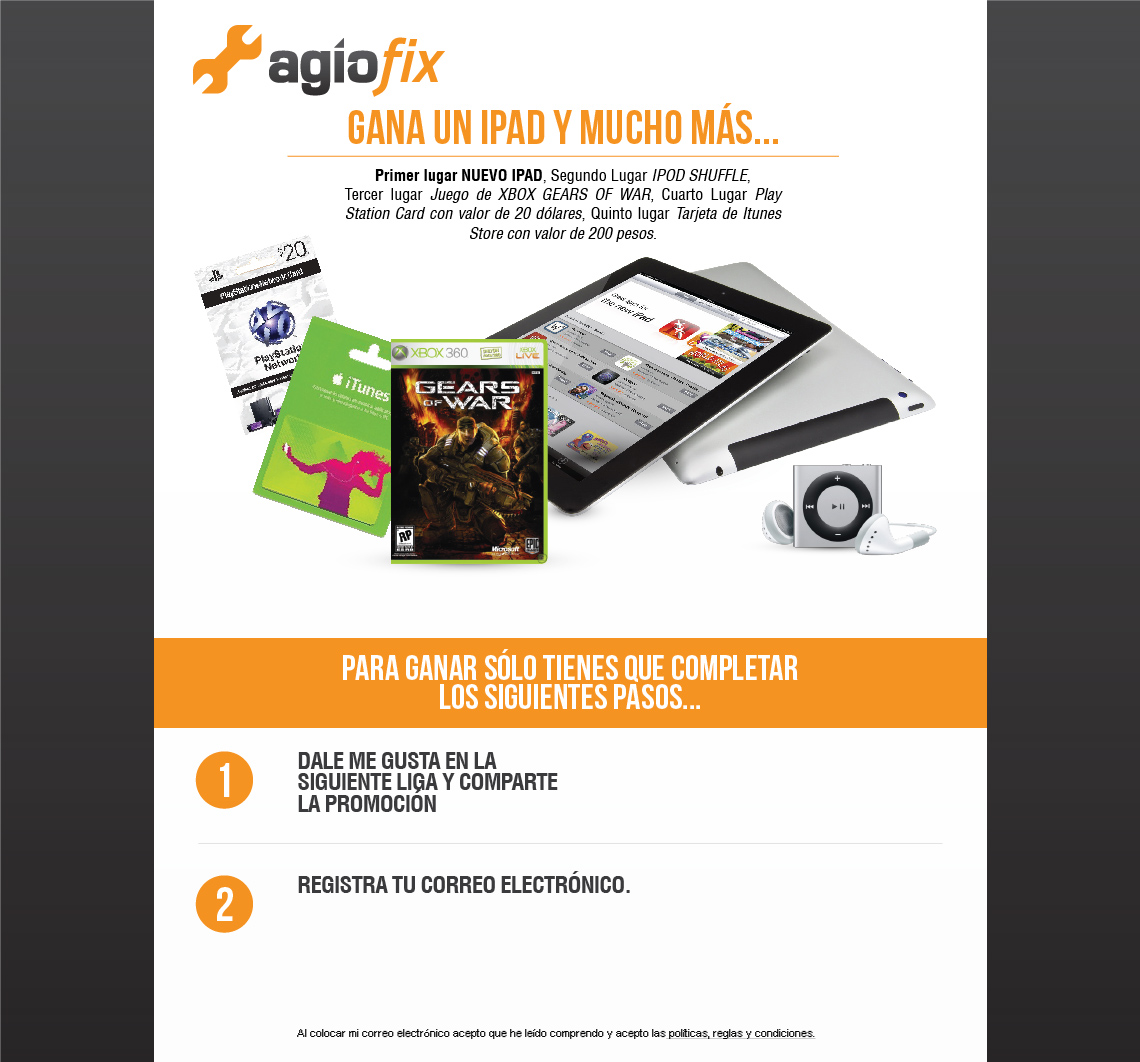 agiofix
GANA UN IPAD Y MUCHO MÁS...
Primer lugar NUEVO IPAD, Segundo Lugar IPOD SHUFFLE,
Tercer lugar Juego de XBOX GEARS OF WAR, Cuarto Lugar Play
Station Card con valor de 20 dólares, Quinto lugar Tarjeta de Itunes
Store con valor de 200 pesos.
$20
PlayStation Network Card
PlayStation
Network
iTunes
XBOX 360
XBOX
LIVE
GEARS
OF WAR
the new iPad
AP
Microsoft
EPIC
PARA GANAR SÓLO TIENES QUE COMPLETAR
LOS SIGUIENTES PASOS...
1
DALE ME GUSTA EN LA
SIGUIENTE LIGA Y COMPARTE
LA PROMOCIÓN
2
REGISTRA TU CORREO ELECTRÓNICO.
Al colocar mi correo electrónico acepto que he leído comprendo y acepto las políticas, reglas y condiciones.